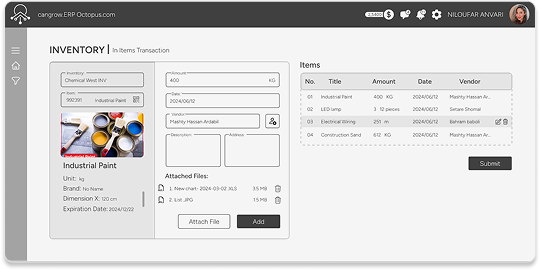 cangrow.ERP Octopus.com
NILOUFAR ANVARI
INVENTORY | In Items Transaction
Inventory
Chemical West INV
Item
992391 Industrial Paint
Industrial Paint
Unit: kg
Brand: No Name
Dimension X: 120 cm
Expiration Date: 2024/12/22
Amount
400 KG
Date
2024/06/12
Vendor
Mashty Hassan Ardabil
Description
Address
Attached Files:
1. New chart- 2024-03-02 .XLS 3.5 MB
2. List .JPG 1.5 MB
Attach File
Add
Items
No. Title Amount Date Vendor
01 Industrial Paint 400 KG 2024/06/12 Mashty Hassan Ar..
02 LED lamp 3 12 pieces 2024/06/12 Setare Shomal
03 Electrical Wiring 251 m 2024/06/12 Bahram baboli
04 Construction Sand 612 KG 2024/06/12 Mashty Hassan Ar..
Submit